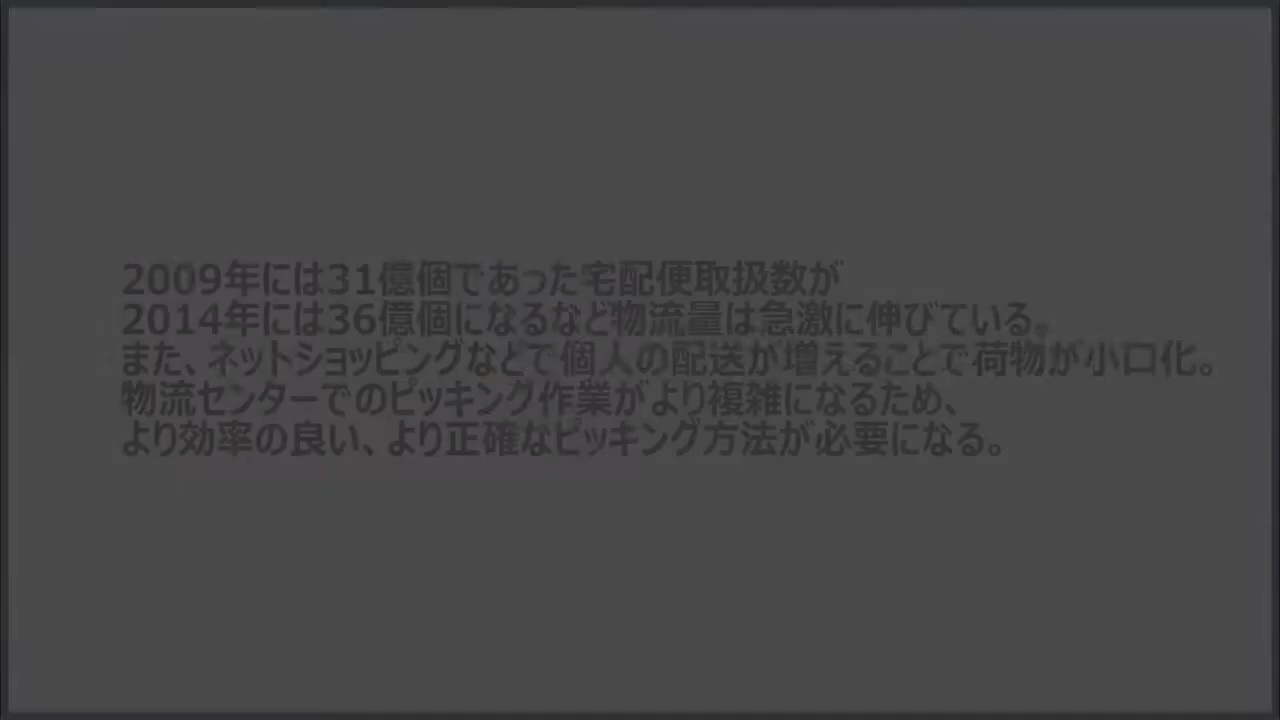 2009年には31億個であった宅配便取扱数が
2014年には36億個になるなど物流量は急激に伸びている。
また、ネットショッピングなどで個人の配送が増えることで荷物が小口化。
物流センターでのピッキング作業がより複雑になるため、
より効率の良い、より正確なピッキング方法が必要になる。